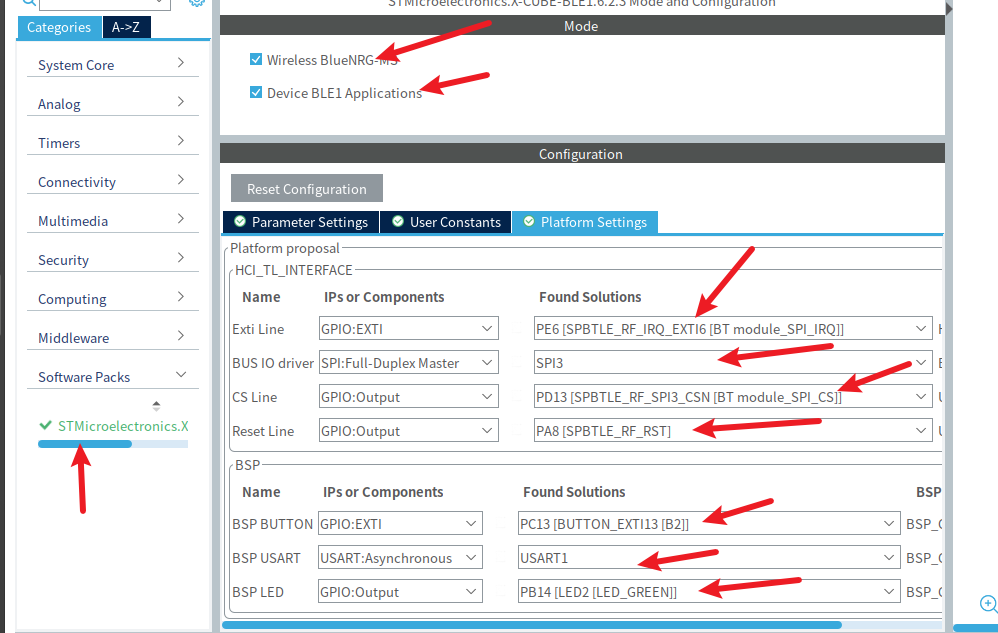 STMicroelectronics.X-CUBE-BLE1.6.2.3 Mode and Configuration
Categories A->Z
Mode
System Core
Analog
Timers
Connectivity
Multimedia
Security
Computing
Middleware
Software Packs
STMicroelectronics.X
Wireless BlueNRG-MS
Device BLE1 Applications
Configuration
Reset Configuration
Parameter Settings User Constants Platform Settings
Platform proposal
HCI_TL_INTERFACE
Name IPs or Components Found Solutions
Exti Line GPIO:EXTI PE6 [SPBTLE_RF_IRQ_EXTI6 [BT module_SPI_IRQ]]
BUS IO driver SPI:Full-Duplex Master SPI3
CS Line GPIO:Output PD13 [SPBTLE_RF_SPI3_CSN [BT module_SPI_CS]]
Reset Line GPIO:Output PA8 [SPBTLE_RF_RST]
BSP
Name IPs or Components Found Solutions BSP
BSP BUTTON GPIO:EXTI PC13 [BUTTON_EXTI13 [B2]] BSP_
BSP USART USART:Asynchronous USART1 BSP_
BSP LED GPIO:Output PB14 [LED2 [LED_GREEN]] BSP_